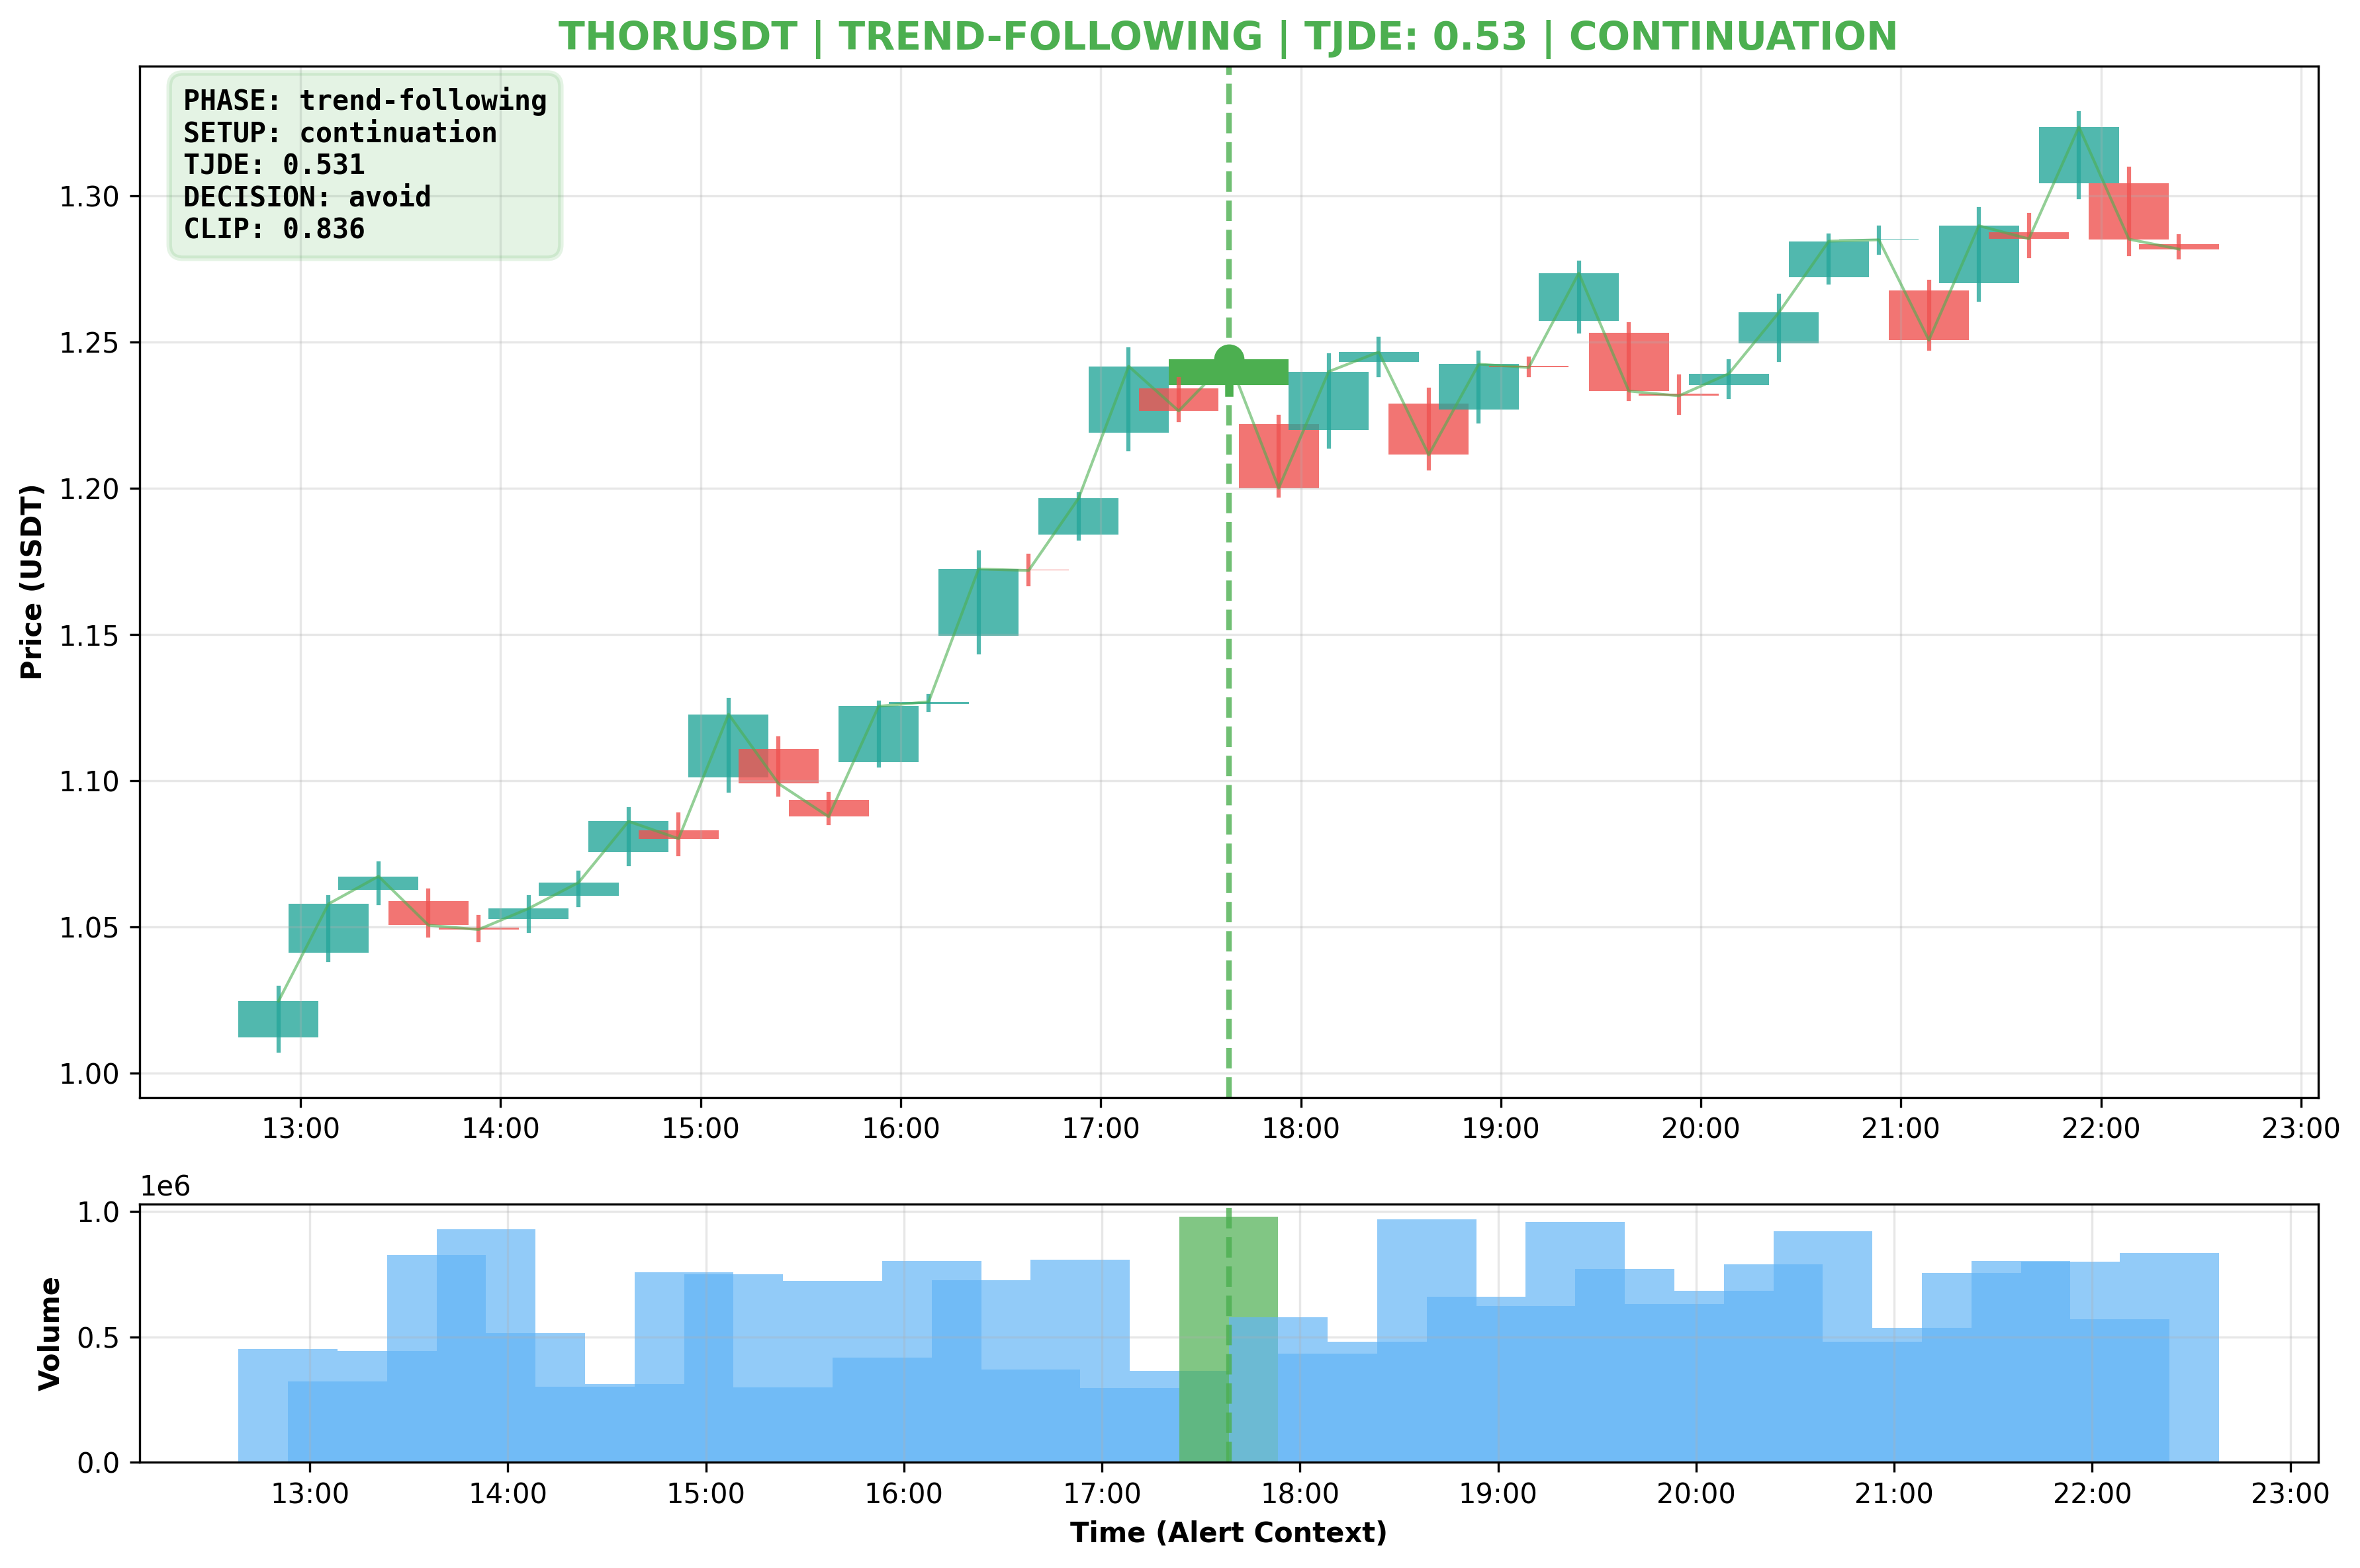 THORUSDT | TREND-FOLLOWING | TJDE: 0.53 | CONTINUATION
PHASE: trend-following
SETUP: continuation
TJDE: 0.531
DECISION: avoid
CLIP: 0.836
Price (USDT)
1.30
1.25
1.20
1.15
1.10
1.05
1.00
13:00 14:00 15:00 16:00 17:00 18:00 19:00 20:00 21:00 22:00 23:00
1e6
Volume
1.0
0.5
0.0
13:00 14:00 15:00 16:00 17:00 18:00 19:00 20:00 21:00 22:00 23:00
Time (Alert Context)